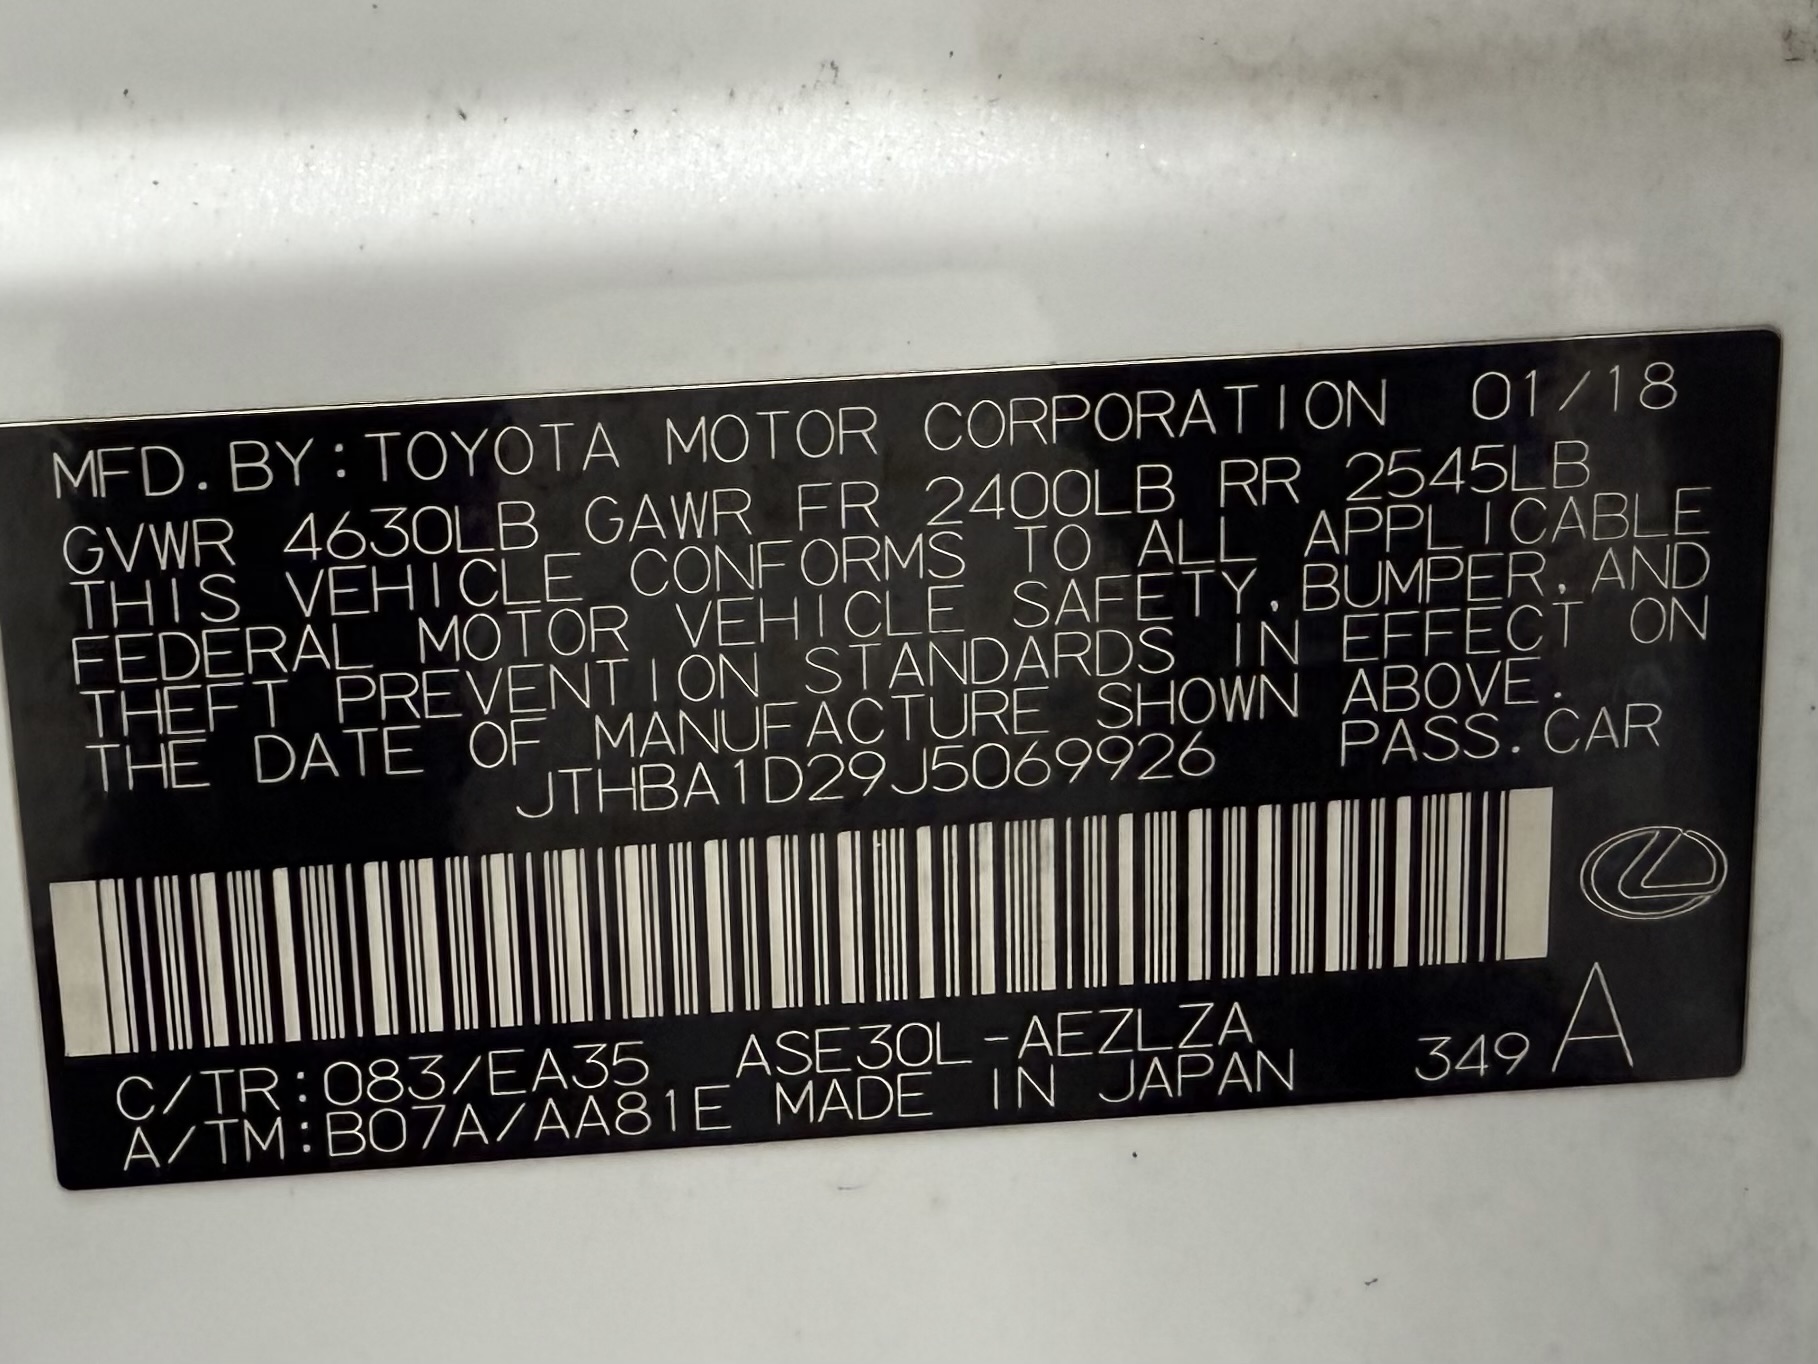 MFD. BY: TOYOTA MOTOR CORPORATION 01/18
GVWR 4630LB GAWR FR 2400LB RR 2545LB
THIS VEHICLE CONFORMS TO ALL APPLICABLE
FEDERAL MOTOR VEHICLE SAFETY, BUMPER, AND
THEFT PREVENTION STANDARDS IN EFFECT ON
THE DATE OF MANUFACTURE SHOWN ABOVE.
JTHBA1D29J5069926 PASS. CAR
C/TR:083/EA35 ASE30L-AEZLZA
A/TM:B07A/AA81E MADE IN JAPAN 349 A